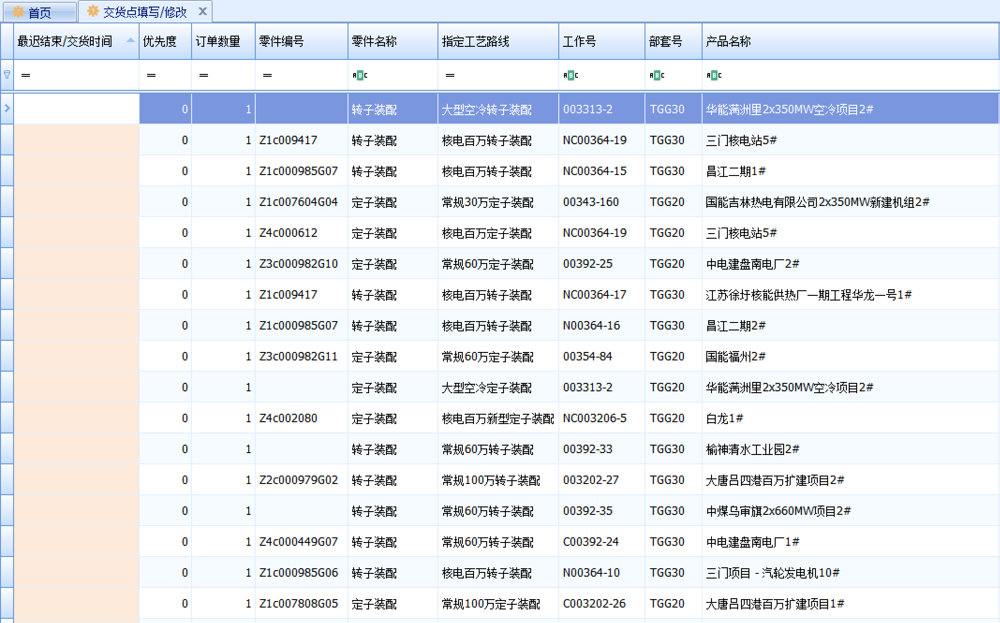 首页 交货点填写/修改 X
最迟结束/交货时间 优先度 订单数量 零件编号 零件名称 指定工艺路线 工作号 部套号 产品名称
= = = = ABC = ABC ABC ABC
0 1 转子装配 大型空冷转子装配 003313-2 TGG30 华能满洲里2x350MW空冷项目2#
0 1 Z1c009417 转子装配 核电百万转子装配 NC00364-19 TGG30 三门核电站5#
0 1 Z1c000985G07 转子装配 核电百万转子装配 NC00364-15 TGG30 昌江二期1#
0 1 Z1c007604G04 定子装配 常规30万定子装配 00343-160 TGG20 国能吉林热电有限公司2x350MW新建机组2#
0 1 Z4c000612 定子装配 核电百万定子装配 NC00364-19 TGG20 三门核电站5#
0 1 Z3c000982G10 定子装配 常规60万定子装配 00392-25 TGG20 中电建盘南电厂2#
0 1 Z1c009417 转子装配 核电百万转子装配 NC00364-17 TGG30 江苏徐圩核能供热厂一期工程华龙一号1#
0 1 Z1c000985G07 转子装配 核电百万转子装配 N00364-16 TGG30 昌江二期2#
0 1 Z3c000982G11 定子装配 常规60万定子装配 00354-84 TGG20 国能福州2#
0 1 定子装配 大型空冷定子装配 003313-2 TGG20 华能满洲里2x350MW空冷项目2#
0 1 Z4c002080 定子装配 核电百万新型定子装配 NC003206-5 TGG20 白龙1#
0 1 转子装配 常规60万转子装配 00392-33 TGG30 榆神清水工业园2#
0 1 Z2c000979G02 转子装配 常规100万转子装配 003202-27 TGG30 大唐吕四港百万扩建项目2#
0 1 转子装配 常规60万转子装配 00392-35 TGG30 中煤乌审旗2x660MW项目2#
0 1 Z4c000449G07 转子装配 常规60万转子装配 C00392-24 TGG30 中电建盘南电厂1#
0 1 Z1c000985G06 转子装配 核电百万转子装配 N00364-10 TGG30 三门项目 - 汽轮发电机10#
0 1 Z1c007808G05 定子装配 常规100万定子装配 C003202-26 TGG20 大唐吕四港百万扩建项目1#